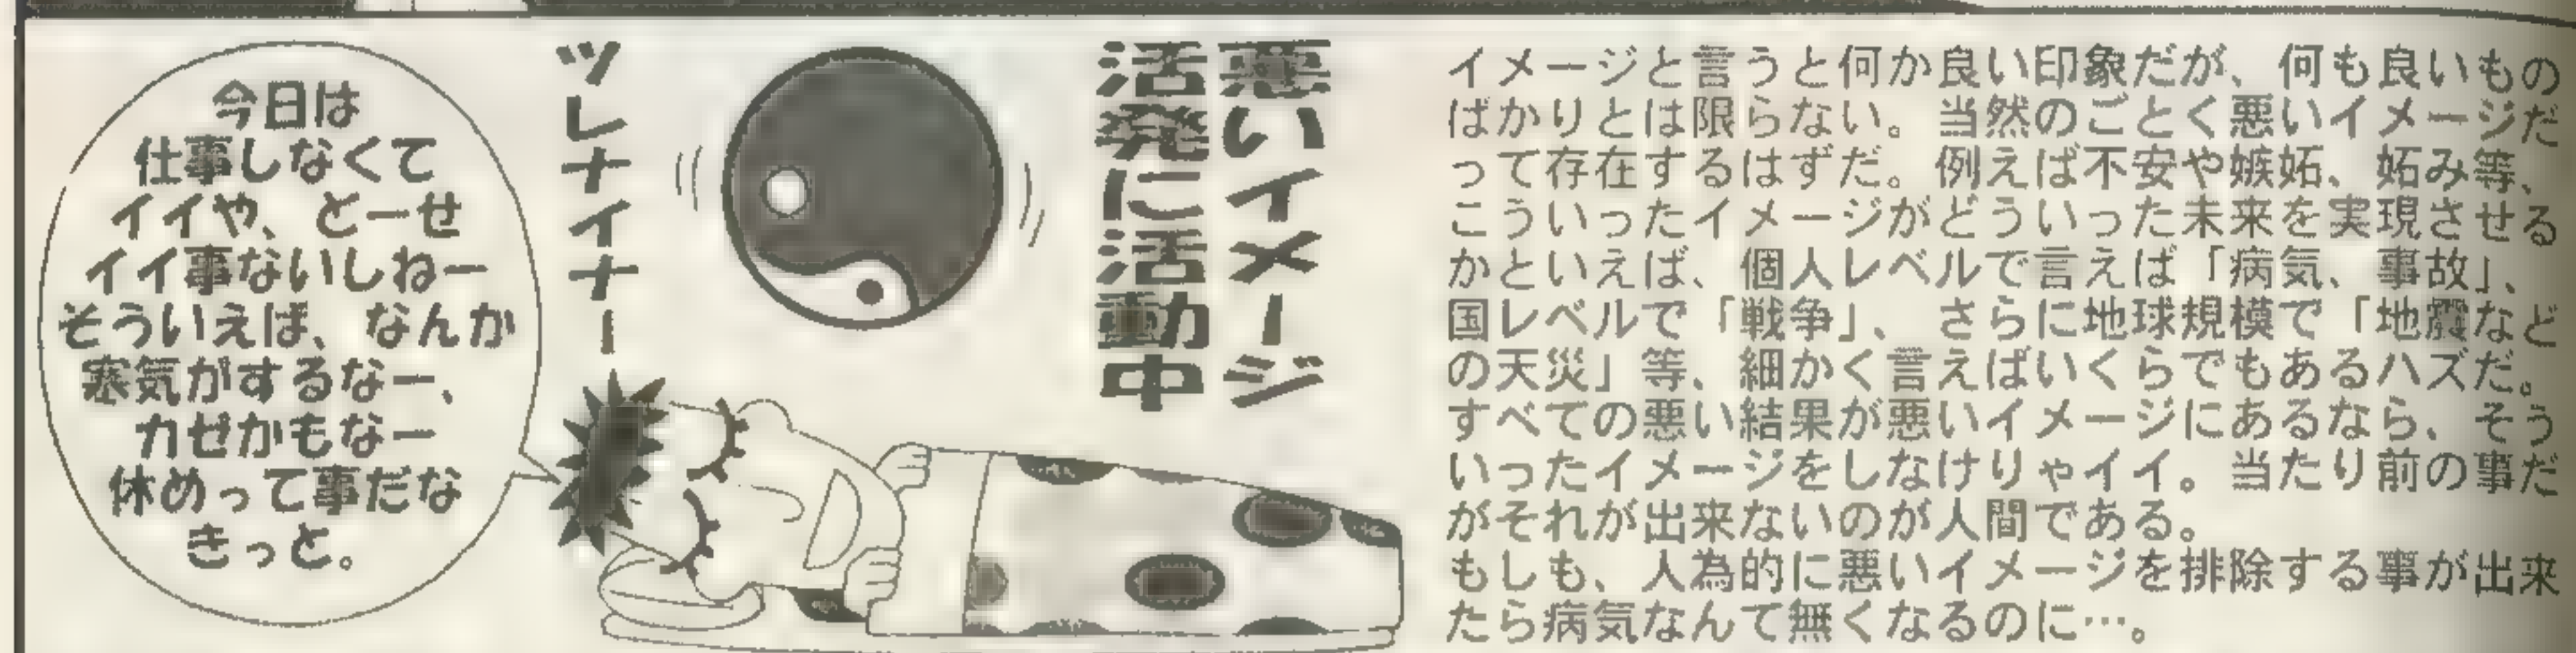 イメージと言うと何か良い印象だが、何も良いもの
ばかりとは限らない。当然のごとく悪いイメージだ
って存在するはずだ。例えば不安や嫉妬、妬み等、
こういったイメージがどういった未来を実現させる
かといえば、個人レベルで言えば「病気、事故」、
国レベルで「戦争」、さらに地球規模で「地震など
の天災」等、細かく言えばいくらでもあるハズだ。
すべての悪い結果が悪いイメージにあるなら、そう
いったイメージをしなけりゃイイ。当たり前の事だ
がそれが出来ないのが人間である。
もしも、人為的に悪いイメージを排除する事が出来
たら病気なんて無くなるのに…。
悪いイメージ
活発に活動中
ツレナイナー
今日は
仕事しなくて
イイや、どーせ
イイ事ないしねー
そういえば、なんか
寒気がするなー、
カゼかもなー
休めって事だな
きっと。